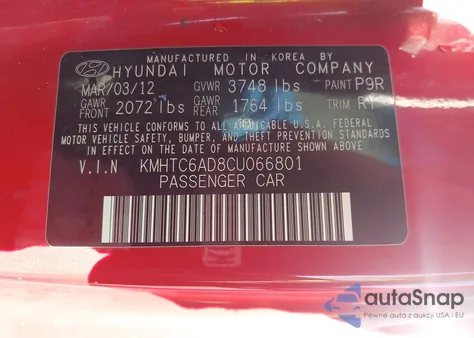 MANUFACTURED IN KOREA BY
HYUNDAI MOTOR COMPANY
MAR/03/12 GVWR 3748 lbs PAINT P9R
GAWR FRONT 2072 lbs GAWR REAR 1764 lbs TRIM RY
THIS VEHICLE CONFORMS TO ALL APPLICABLE FEDERAL
MOTOR VEHICLE SAFETY, BUMPER, AND THEFT PREVENTION
STANDARDS IN EFFECT ON THE DATE OF MANUFACTURE SHOWN ABOVE.
V.I.N KMHTC6AD8CU066801
PASSENGER CAR
autoSnap
Pewne auto z aukcji USA i EU